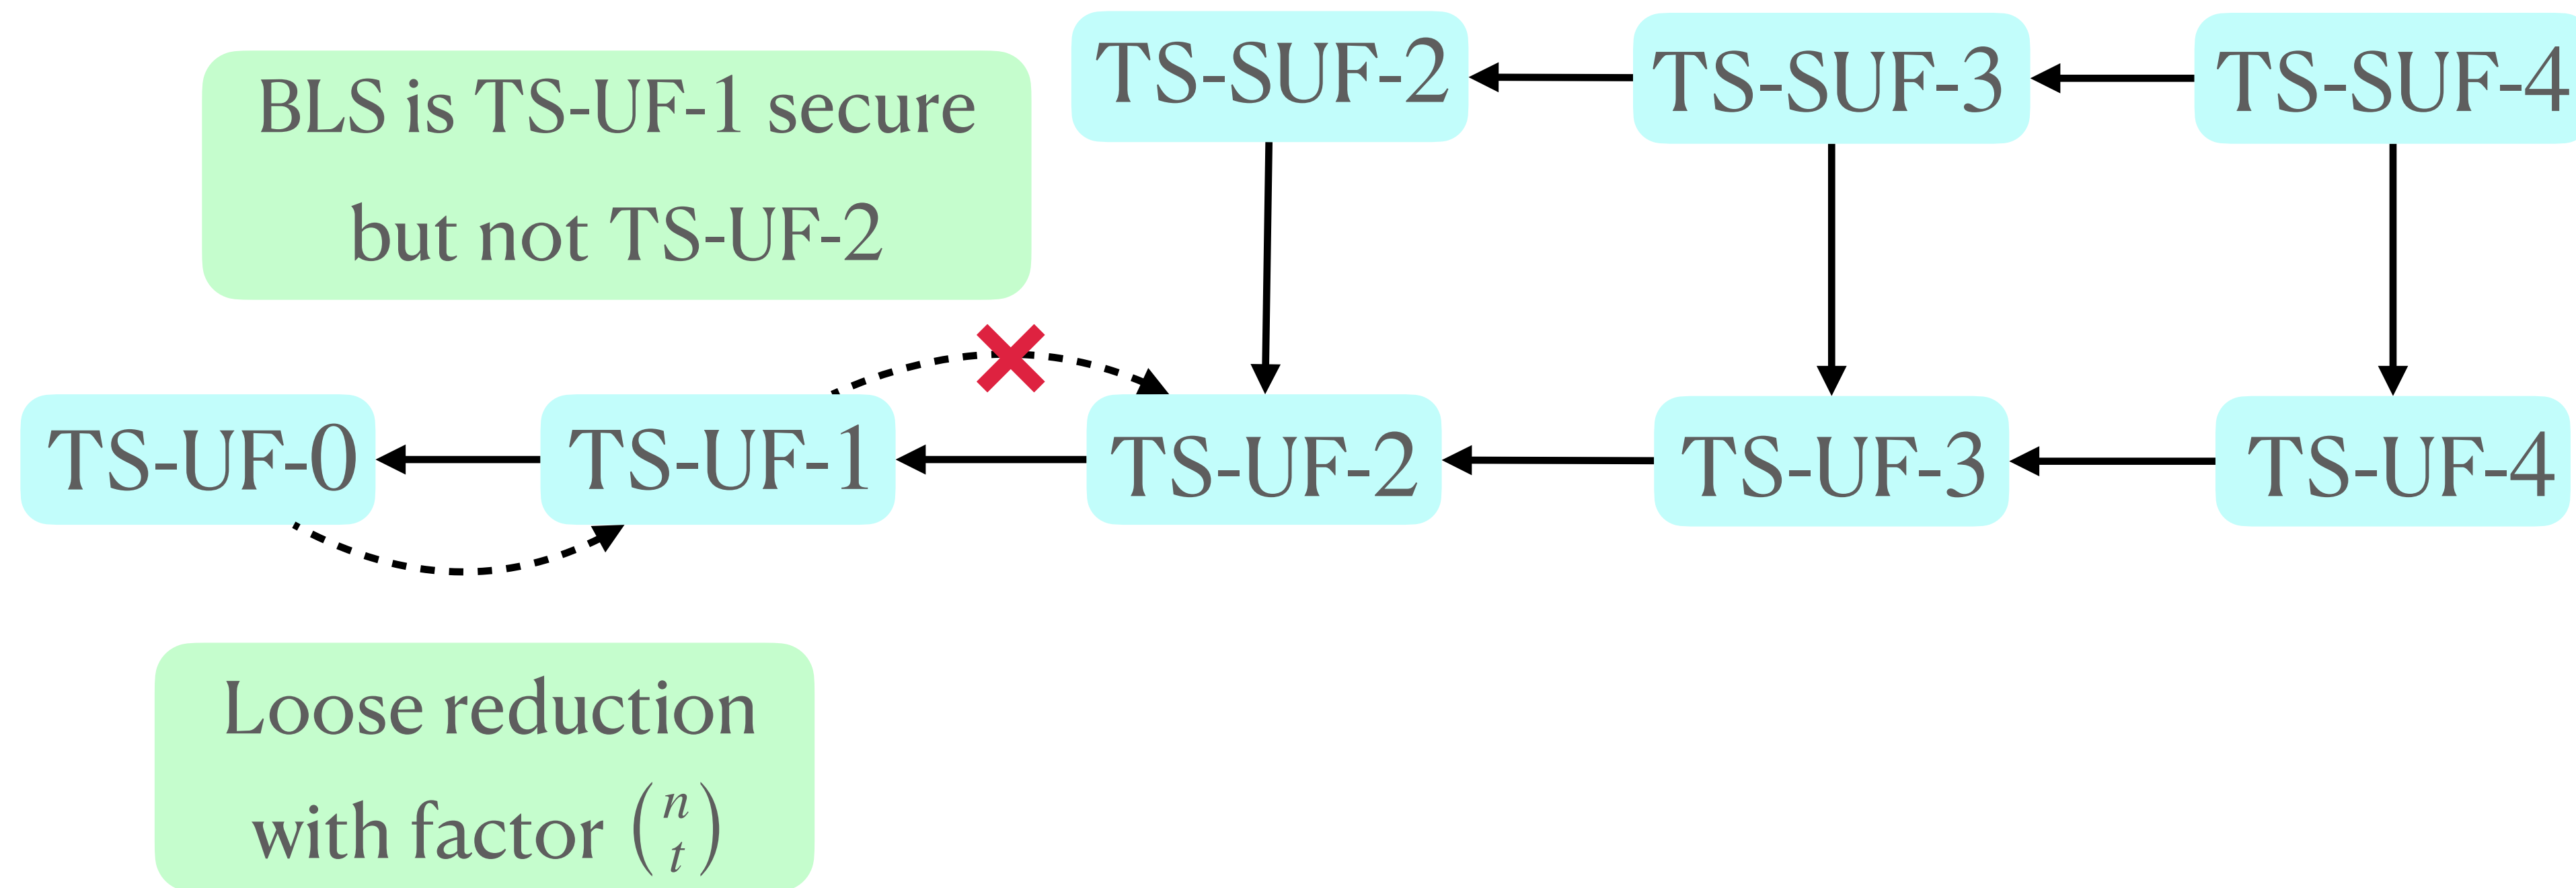 BLS is TS-UF-1 secure
but not TS-UF-2
TS-SUF-2
TS-SUF-3
TS-SUF-4
TS-UF-0
TS-UF-1
TS-UF-2
TS-UF-3
TS-UF-4
Loose reduction
with factor (n
t)